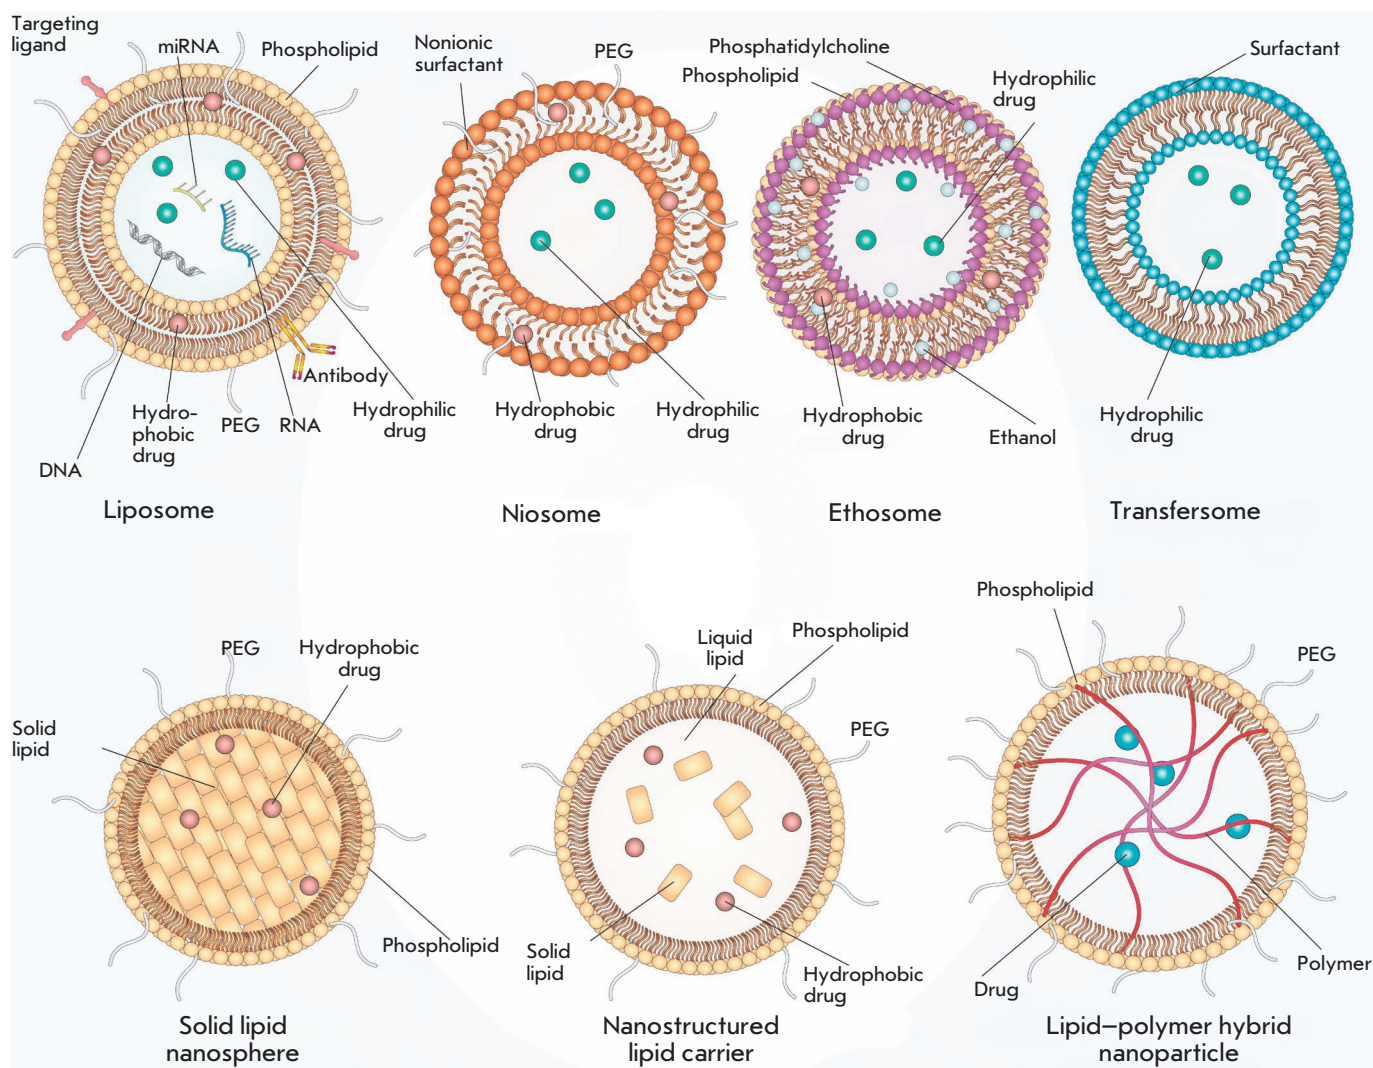 Targeting
ligand
miRNA
Phospholipid
DNA
Hydro-
phobic
drug
PEG
RNA
Antibody
Hydrophilic
drug
Liposome
Nonionic
surfactant
PEG
Hydrophobic
drug
Hydrophilic
drug
Niosome
Phosphatidylcholine
Phospholipid
Hydrophilic
drug
Hydrophobic
drug
Ethanol
Ethosome
Surfactant
Hydrophilic
drug
Transfersome
PEG
Hydrophobic
drug
Solid
lipid
Phospholipid
Solid lipid
nanosphere
Liquid
lipid
Phospholipid
PEG
Solid
lipid
Hydrophobic
drug
Nanostructured
lipid carrier
Phospholipid
PEG
Drug
Polymer
Lipid–polymer hybrid
nanoparticle